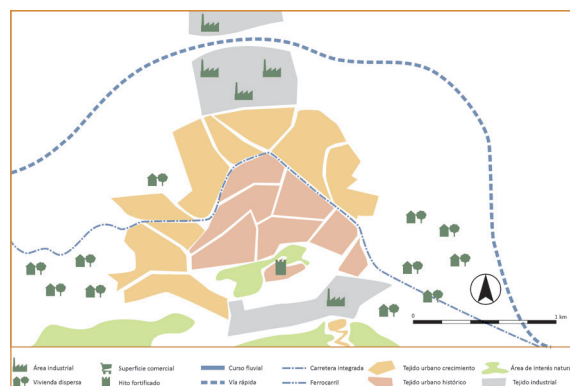 0
1 km
Área industrial
Superficie comercial
Curso fluvial
Carretera integrada
Tejido urbano crecimiento
Área de interés natural
Vivienda dispersa
Hito fortificado
Vía rápida
Ferrocarril
Tejido urbano histórico
Tejido industrial